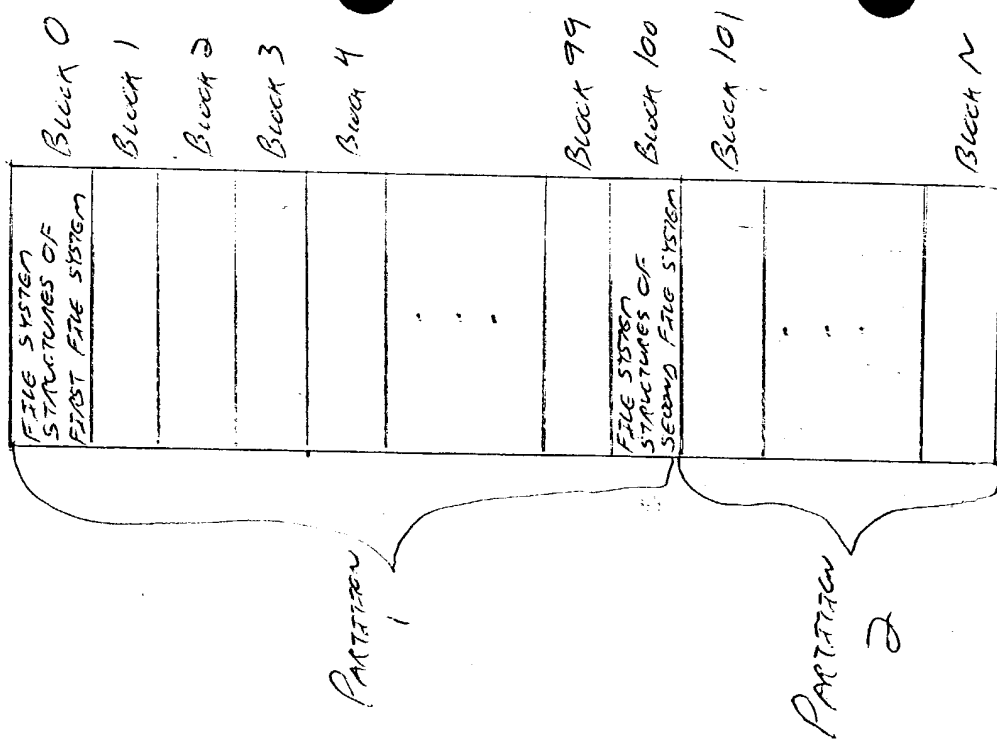 FILE SYSTEM
STRUCTURES OF
FIRST FILE SYSTEM
BLOCK 0
BLOCK 1
BLOCK 2
BLOCK 3
BLOCK 4
BLOCK 99
FILE SYSTEM
STRUCTURES OF
SECOND FILE SYSTEM
BLOCK 100
BLOCK 101
BLOCK N
PARTITION
1
PARTITION
2